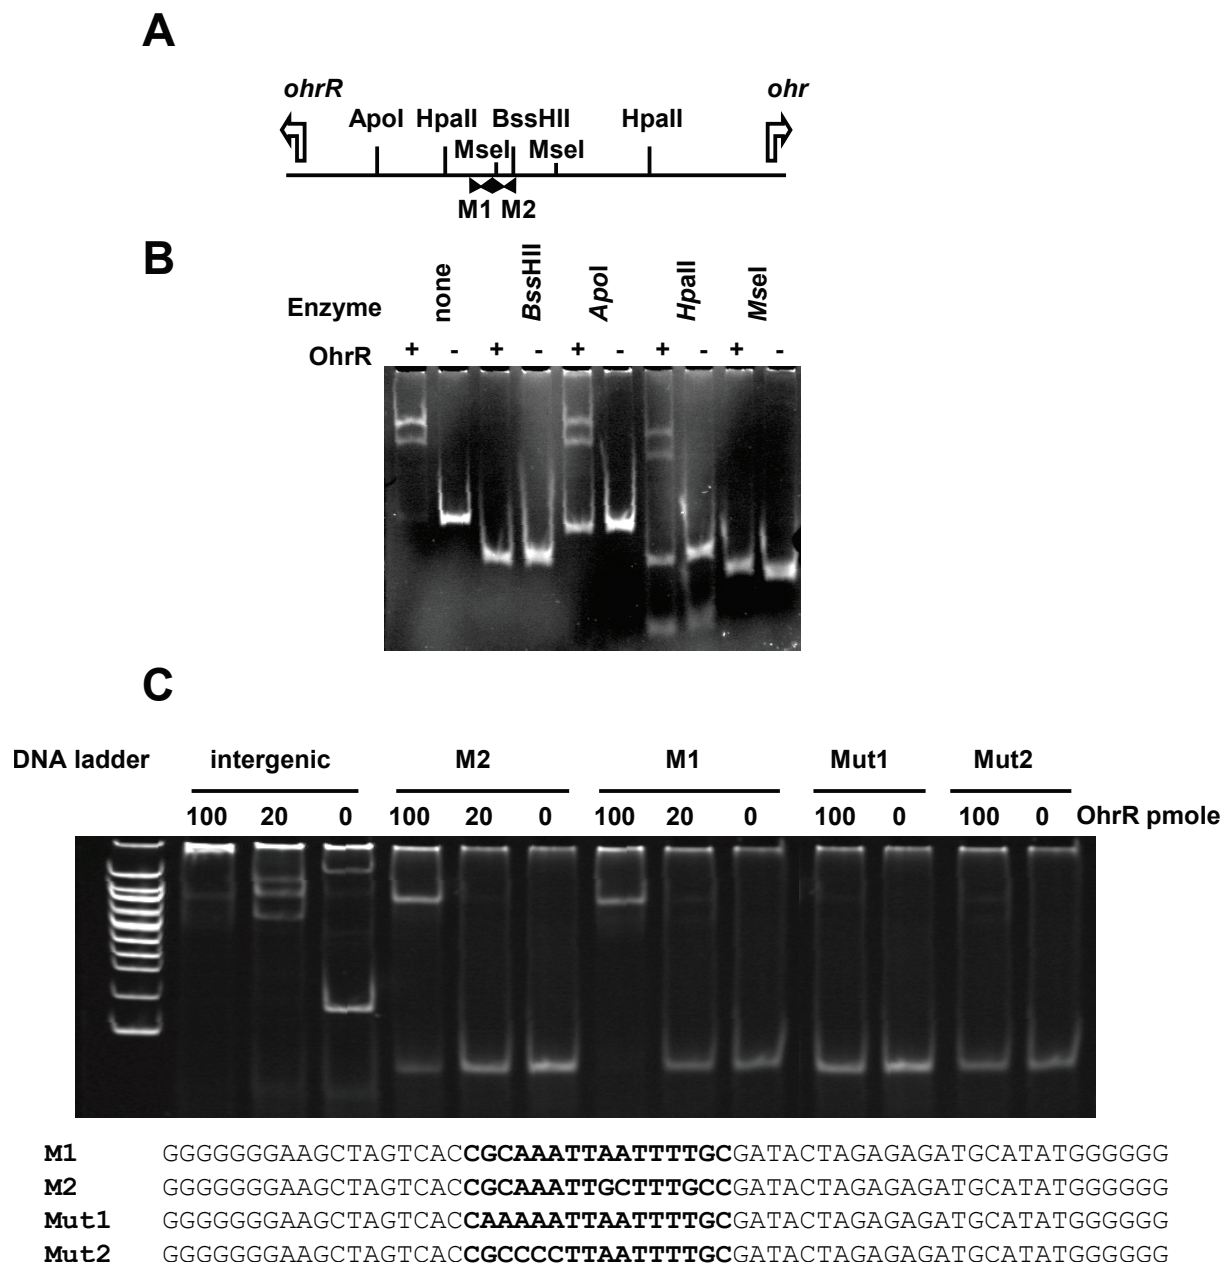 A
ohrR ohr
ApoI HpaII BssHII HpaII
MseI MseI
M1 M2
B
Enzyme none BssHII ApoI HpaII MseI
OhrR + - + - + - + - + -
C
DNA ladder intergenic M2 M1 Mut1 Mut2
100 20 0 100 20 0 100 20 0 100 0 100 0 OhrR pmole
M1 GGGGGGGAAGCTAGTCACCGCAAATTAATTTTGCGATACTAGAGAGATGCATATGGGGGG
M2 GGGGGGGAAGCTAGTCACCGCAAATTGCTTTGCCGATACTAGAGAGATGCATATGGGGGG
Mut1 GGGGGGGAAGCTAGTCACCAAAAATTAATTTTGCGATACTAGAGAGATGCATATGGGGGG
Mut2 GGGGGGGAAGCTAGTCACCGCCCCTTAATTTTGCGATACTAGAGAGATGCATATGGGGGG